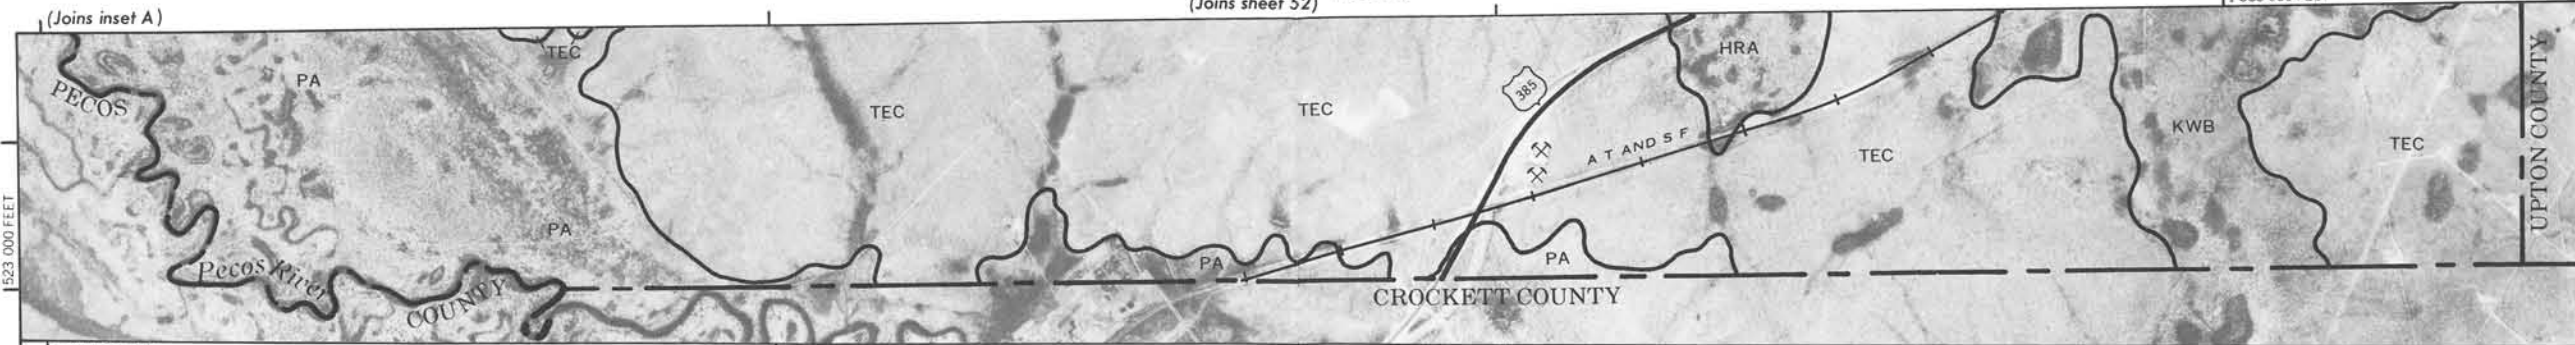 (Joins inset A)
(Joins sheet 52)
TEC
PA
PECOS
TEC
TEC
385
HRA
A T AND S F
TEC
KWB
TEC
UPTON COUNTY
523 000 FEET
PA
PA
PA
Pecos River
COUNTY
CROCKETT COUNTY